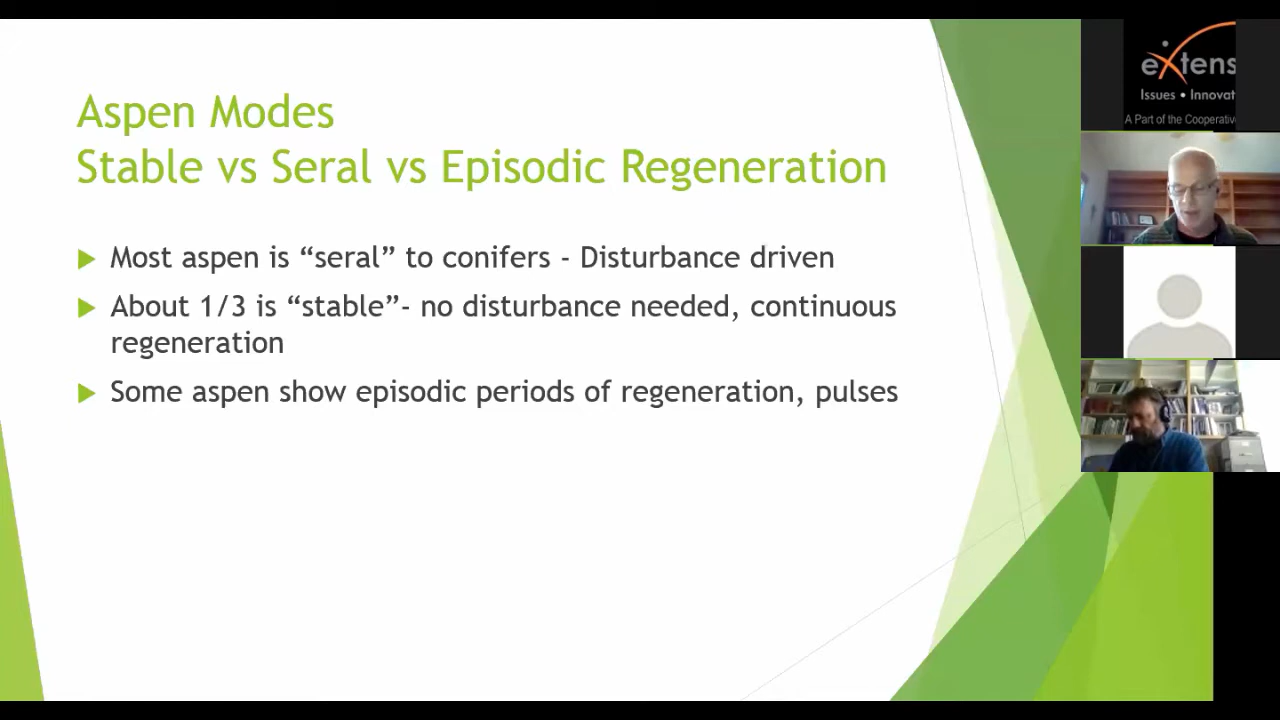 Aspen Modes
Stable vs Seral vs Episodic Regeneration
Most aspen is “seral” to conifers - Disturbance driven
About 1/3 is “stable”- no disturbance needed, continuous
regeneration
Some aspen show episodic periods of regeneration, pulses
eXtens
Issues • Innovat
A Part of the Cooperative